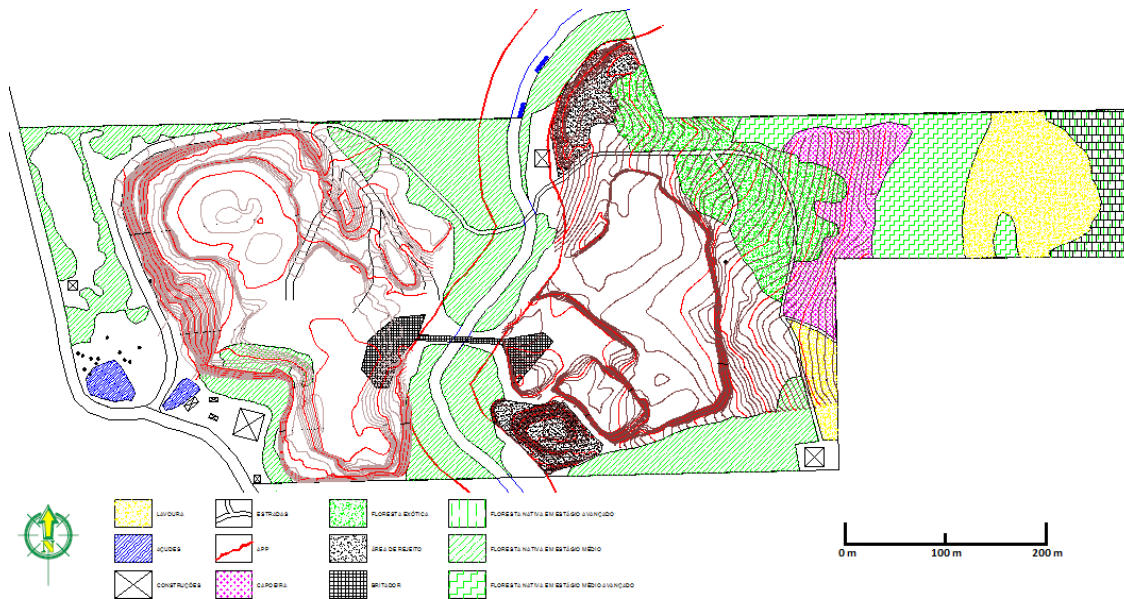 LAVOURA
ESTRADAS
FLORESTA EXÓTICA
FLORESTA NATIVA EM ESTÁGIO AVANÇADO
AÇUDES
APP
ÁREA DE REJEITO
FLORESTA NATIVA EM ESTÁGIO MÉDIO
CONSTRUÇÕES
CAPOEIRA
BRITADOR
FLORESTA NATIVA EM ESTÁGIO MÉDIO AVANÇADO
0 m
100 m
200 m